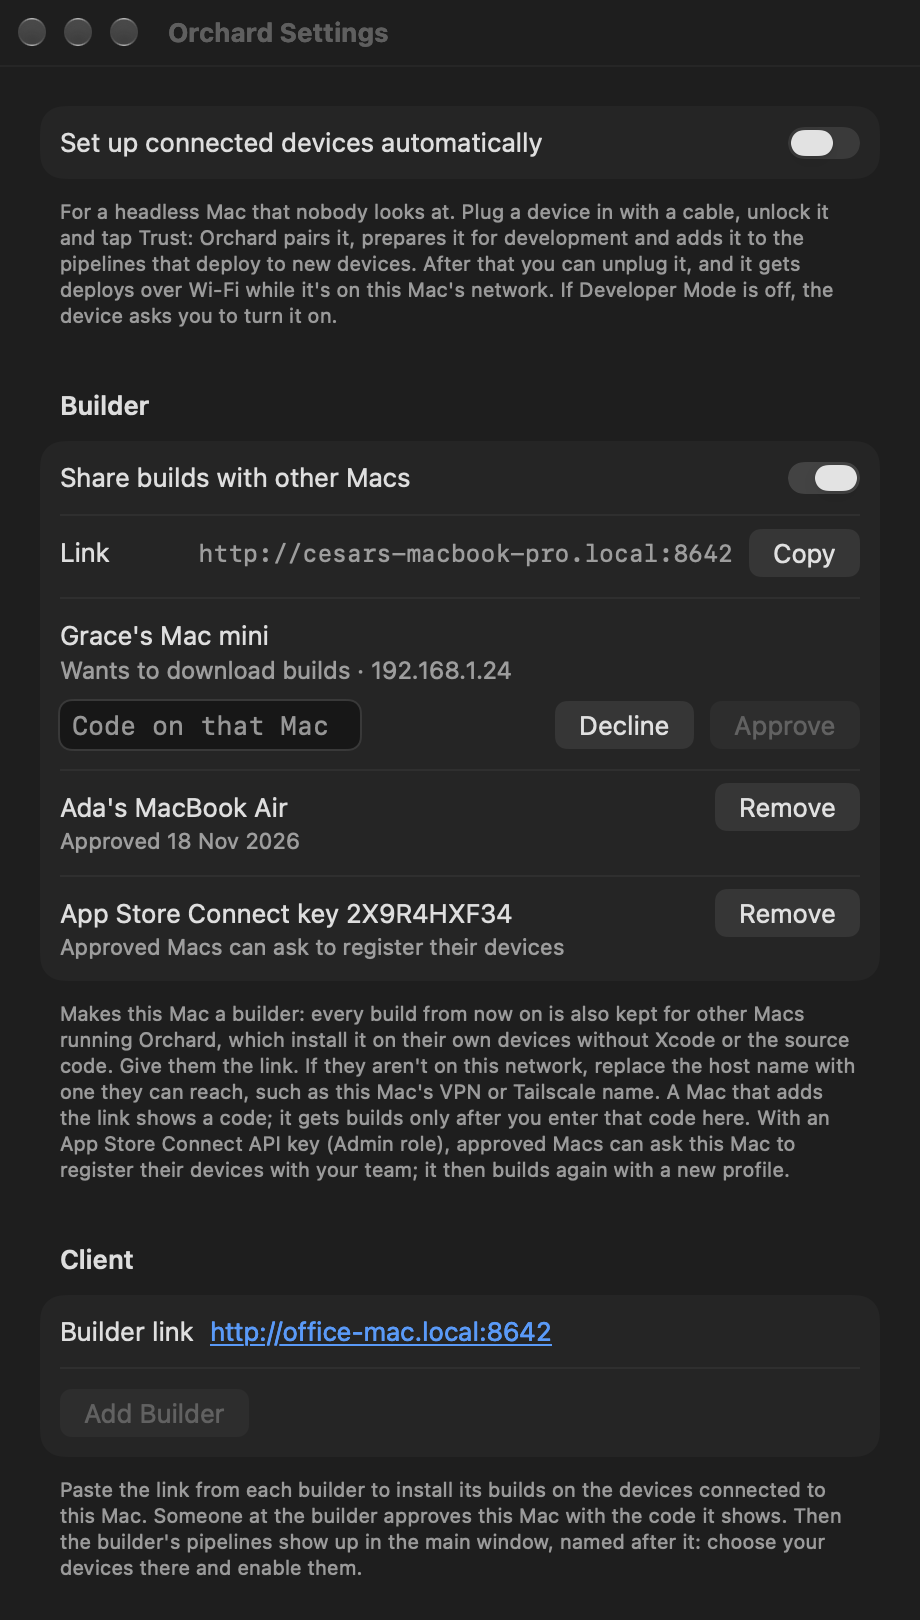 Orchard Settings
Set up connected devices automatically
For a headless Mac that nobody looks at. Plug a device in with a cable, unlock it
and tap Trust: Orchard pairs it, prepares it for development and adds it to the
pipelines that deploy to new devices. After that you can unplug it, and it gets
deploys over Wi-Fi while it's on this Mac's network. If Developer Mode is off, the
device asks you to turn it on.
Builder
Share builds with other Macs
Link http://cesars-macbook-pro.local:8642 Copy
Grace's Mac mini
Wants to download builds · 192.168.1.24
Code on that Mac Decline Approve
Ada's MacBook Air Remove
Approved 18 Nov 2026
App Store Connect key 2X9R4HXF34 Remove
Approved Macs can ask to register their devices
Makes this Mac a builder: every build from now on is also kept for other Macs
running Orchard, which install it on their own devices without Xcode or the source
code. Give them the link. If they aren't on this network, replace the host name with
one they can reach, such as this Mac's VPN or Tailscale name. A Mac that adds
the link shows a code; it gets builds only after you enter that code here. With an
App Store Connect API key (Admin role), approved Macs can ask this Mac to
register their devices with your team; it then builds again with a new profile.
Client
Builder link http://office-mac.local:8642
Add Builder
Paste the link from each builder to install its builds on the devices connected to
this Mac. Someone at the builder approves this Mac with the code it shows. Then
the builder's pipelines show up in the main window, named after it: choose your
devices there and enable them.